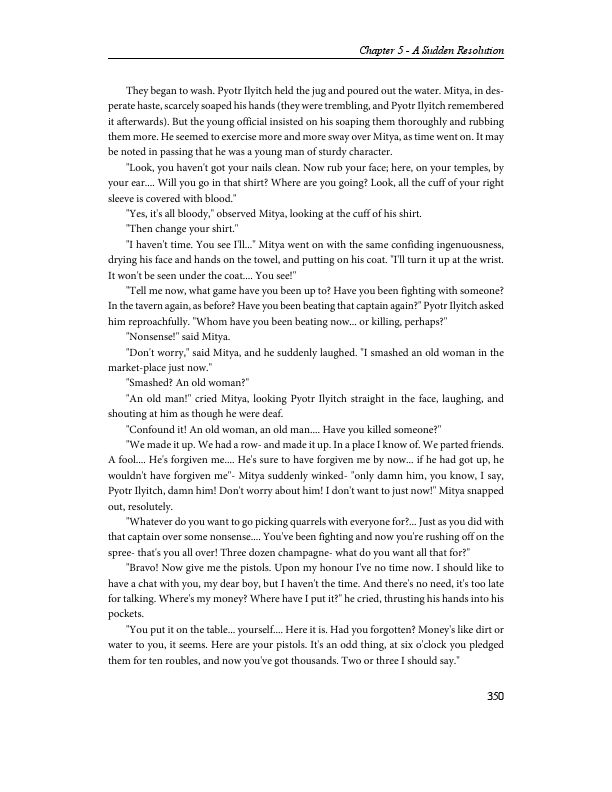 Chapter 5 - A Sudden Resolution
They began to wash. Pyotr Ilyitch held the jug and poured out the water. Mitya, in des-
perate haste, scarcely soaped his hands (they were trembling, and Pyotr Ilyitch remembered
it afterwards). But the young official insisted on his soaping them thoroughly and rubbing
them more. He seemed to exercise more and more sway over Mitya, as time went on. It may
be noted in passing that he was a young man of sturdy character.
"Look, you haven't got your nails clean. Now rub your face; here, on your temples, by
your ear.... Will you go in that shirt? Where are you going? Look, all the cuff of your right
sleeve is covered with blood."
"Yes, it's all bloody," observed Mitya, looking at the cuff of his shirt.
"Then change your shirt."
"I haven't time. You see I'll..." Mitya went on with the same confiding ingenuousness,
drying his face and hands on the towel, and putting on his coat. "I'll turn it up at the wrist.
It won't be seen under the coat.... You see!"
"Tell me now, what game have you been up to? Have you been fighting with someone?
In the tavern again, as before? Have you been beating that captain again?" Pyotr Ilyitch asked
him reproachfully. "Whom have you been beating now... or killing, perhaps?"
"Nonsense!" said Mitya.
"Don't worry," said Mitya, and he suddenly laughed. "I smashed an old woman in the
market-place just now."
"Smashed? An old woman?"
"An old man!" cried Mitya, looking Pyotr Ilyitch straight in the face, laughing, and
shouting at him as though he were deaf.
"Confound it! An old woman, an old man.... Have you killed someone?"
"We made it up. We had a row- and made it up. In a place I know of. We parted friends.
A fool.... He's forgiven me.... He's sure to have forgiven me by now... if he had got up, he
wouldn't have forgiven me"- Mitya suddenly winked- "only damn him, you know, I say,
Pyotr Ilyitch, damn him! Don't worry about him! I don't want to just now!" Mitya snapped
out, resolutely.
"Whatever do you want to go picking quarrels with everyone for?... Just as you did with
that captain over some nonsense.... You've been fighting and now you're rushing off on the
spree- that's you all over! Three dozen champagne- what do you want all that for?"
"Bravo! Now give me the pistols. Upon my honour I've no time now. I should like to
have a chat with you, my dear boy, but I haven't the time. And there's no need, it's too late
for talking. Where's my money? Where have I put it?" he cried, thrusting his hands into his
pockets.
"You put it on the table... yourself.... Here it is. Had you forgotten? Money's like dirt or
water to you, it seems. Here are your pistols. It's an odd thing, at six o'clock you pledged
them for ten roubles, and now you've got thousands. Two or three I should say."
350